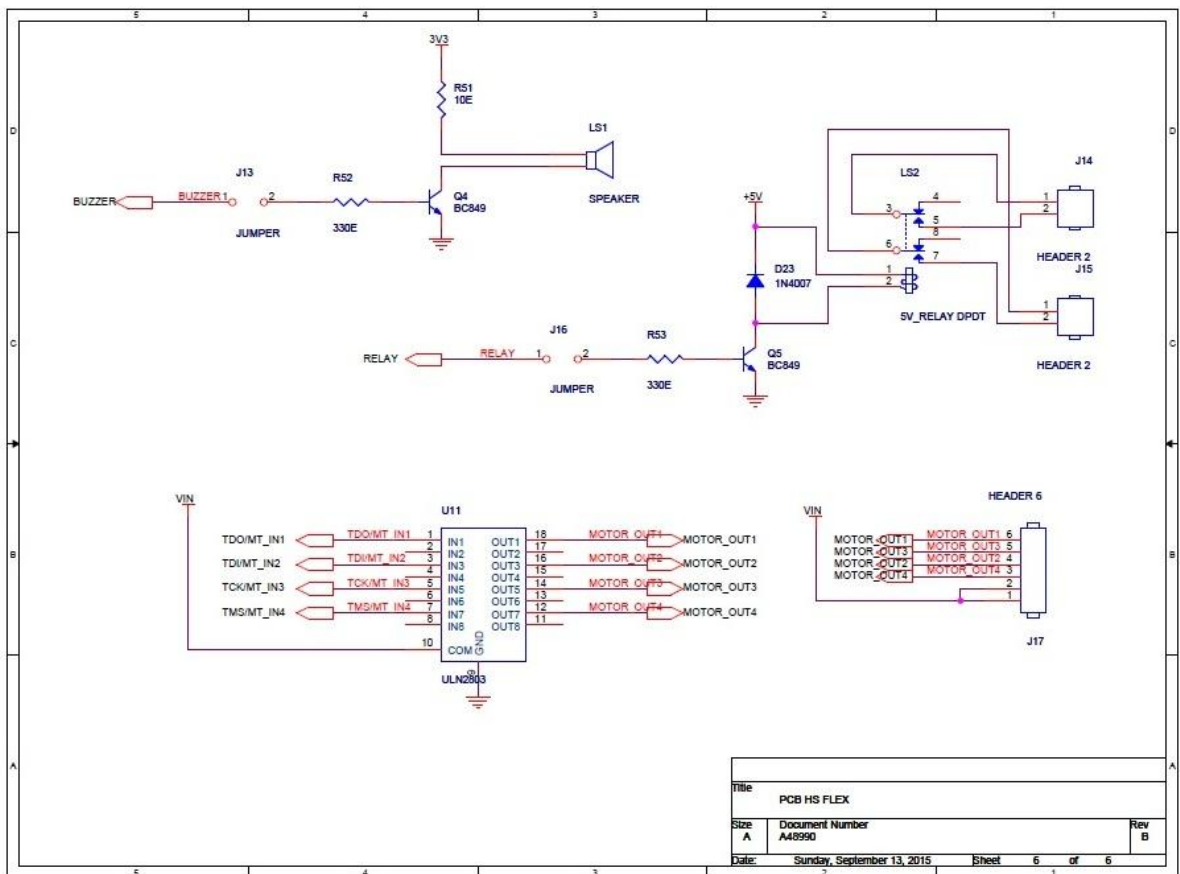 5 4 3 2 1
D
D
3V3
R51
10E
LS1
SPEAKER
J13
BUZZER
BUZZER
1
2
JUMPER
R52
330E
Q4
BC849
+5V
D23
1N4007
LS2
3
4
5
6
8
7
1
2
5V_RELAY DPDT
J14
1
2
HEADER 2
J15
1
2
HEADER 2
C
C
RELAY
RELAY
1
2
J16
JUMPER
R53
330E
Q5
BC849
VIN
U11
TDO/MT_IN1 TDO/MT_IN1 1 IN1 OUT1 18 MOTOR_OUT1 MOTOR_OUT1
2 IN2 OUT2 17
TDI/MT_IN2 TDI/MT_IN2 3 IN3 OUT3 16 MOTOR_OUT2 MOTOR_OUT2
4 IN4 OUT4 15
TCK/MT_IN3 TCK/MT_IN3 5 IN5 OUT5 14 MOTOR_OUT3 MOTOR_OUT3
6 IN6 OUT6 13
TMS/MT_IN4 TMS/MT_IN4 7 IN7 OUT7 12 MOTOR_OUT4 MOTOR_OUT4
8 IN8 OUT8 11
10 COM GND
9
ULN2803
HEADER 6
VIN
MOTOR_OUT1 MOTOR_OUT1 6
MOTOR_OUT3 MOTOR_OUT3 5
MOTOR_OUT2 MOTOR_OUT2 4
MOTOR_OUT4 MOTOR_OUT4 3
2
1
J17
B
B
A
A
Title
PCB HS FLEX
Size
A
Document Number
A48990
Rev
B
Date: Sunday, September 13, 2015 Sheet 6 of 6
5 4 3 2 1